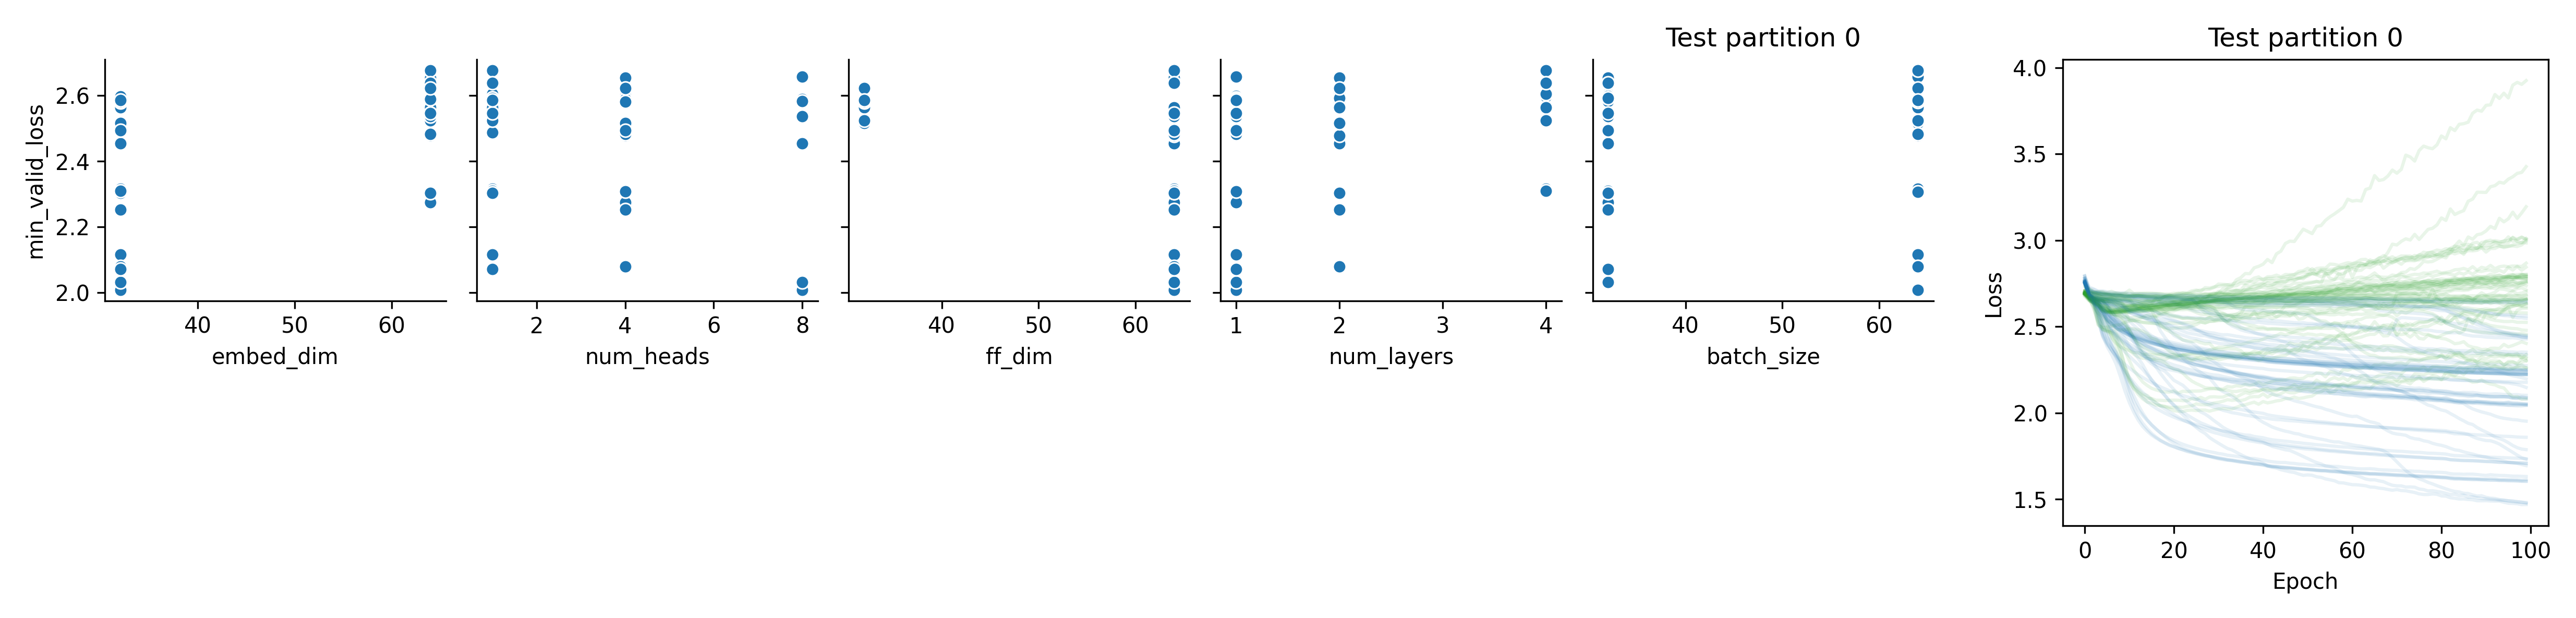 Test partition 0
Test partition 0
min_valid_loss
2.6
2.4
2.2
2.0
40 50 60
embed_dim
2 4 6 8
num_heads
40 60
ff_dim
1 2 3 4
num_layers
40 50 60
batch_size
Loss
4.0
3.5
3.0
2.5
2.0
1.5
0 20 40 60 80 100
Epoch